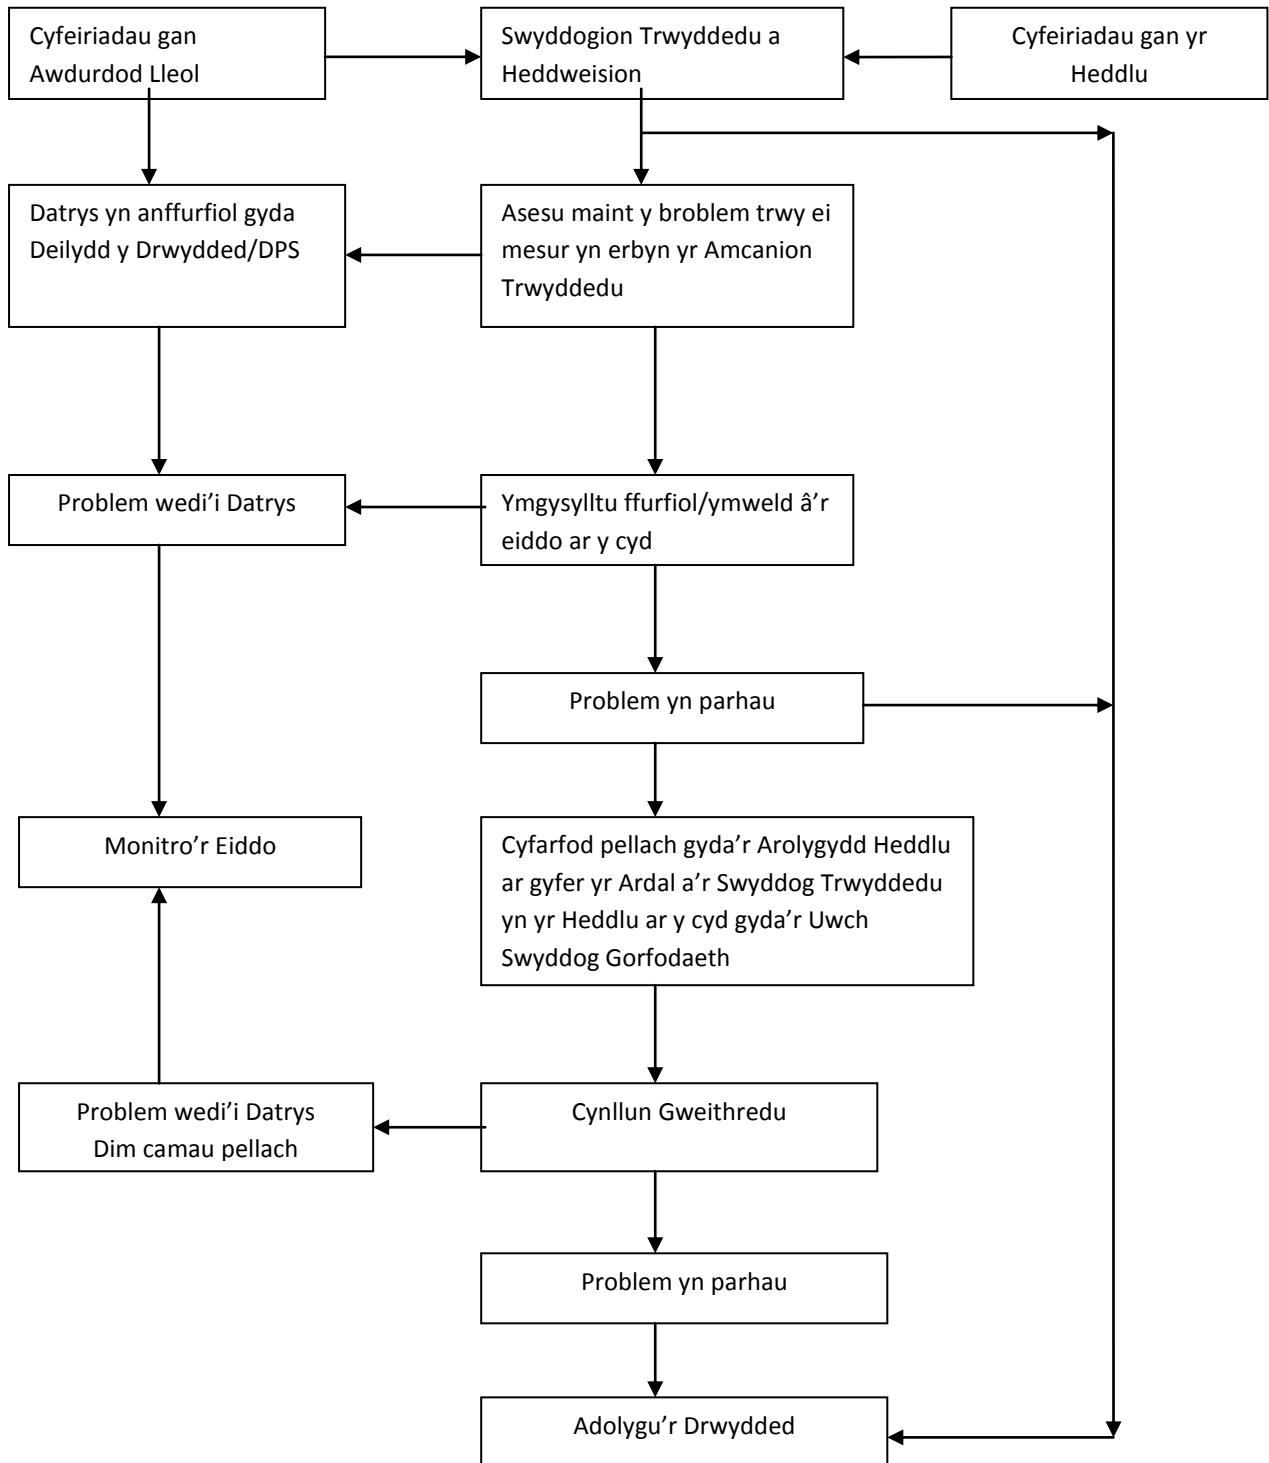 Cyfeiriadau gan
Awdurdod Lleol
Swyddogion Trwyddedu a
Heddweision
Cyfeiriadau gan yr
Heddlu
Datrys yn anffurfiol gyda
Deilydd y Drwydded/DPS
Asesu maint y broblem trwy ei
mesur yn erbyn yr Amcanion
Trwyddedu
Problem wedi’i Datrys
Ymgysylltu ffurfiol/ymweld â’r
eiddo ar y cyd
Problem yn parhau
Monitro’r Eiddo
Cyfarfod pellach gyda’r Arolygydd Heddlu
ar gyfer yr Ardal a’r Swyddog Trwyddedu
yn yr Heddlu ar y cyd gyda’r Uwch
Swyddog Gorfodaeth
Problem wedi’i Datrys
Dim camau pellach
Cynllun Gweithredu
Problem yn parhau
Adolygu’r Drwydded